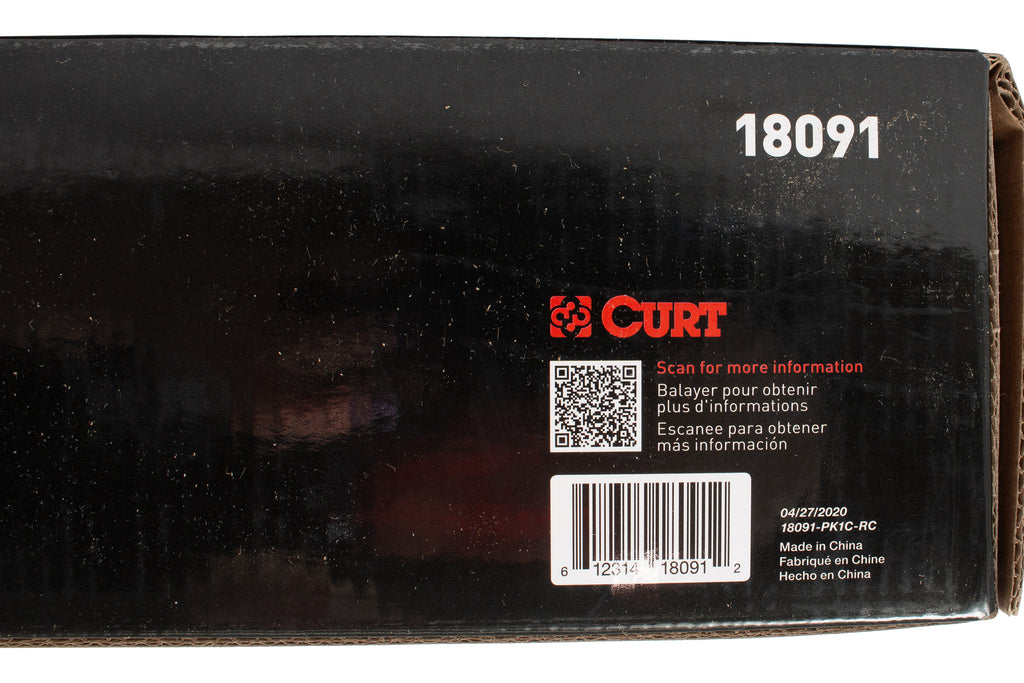 18091
CURT
Scan for more information
Balayer pour obtenir
plus d'informations
Escanee para obtener
más información
6 12314 18091 2
04/27/2020
18091-PK1C-RC
Made in China
Fabriqué en Chine
Hecho en China